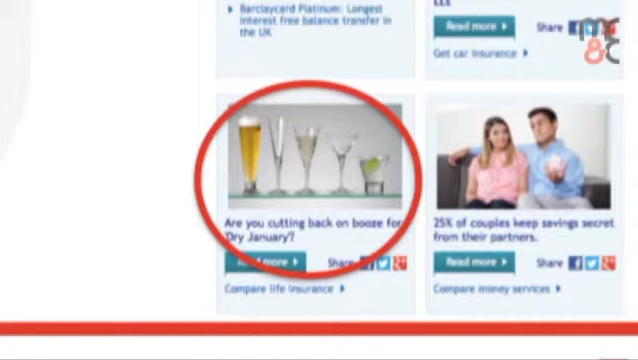 Barclaycard Platinum: Longest
interest free balance transfer in
the UK
Read more
Share
Get car insurance
m
&c
Are you cutting back on booze for
'Dry January'?
Read more
Share
Compare life insurance
25% of couples keep savings secret
from their partners.
Read more
Share
Compare money services